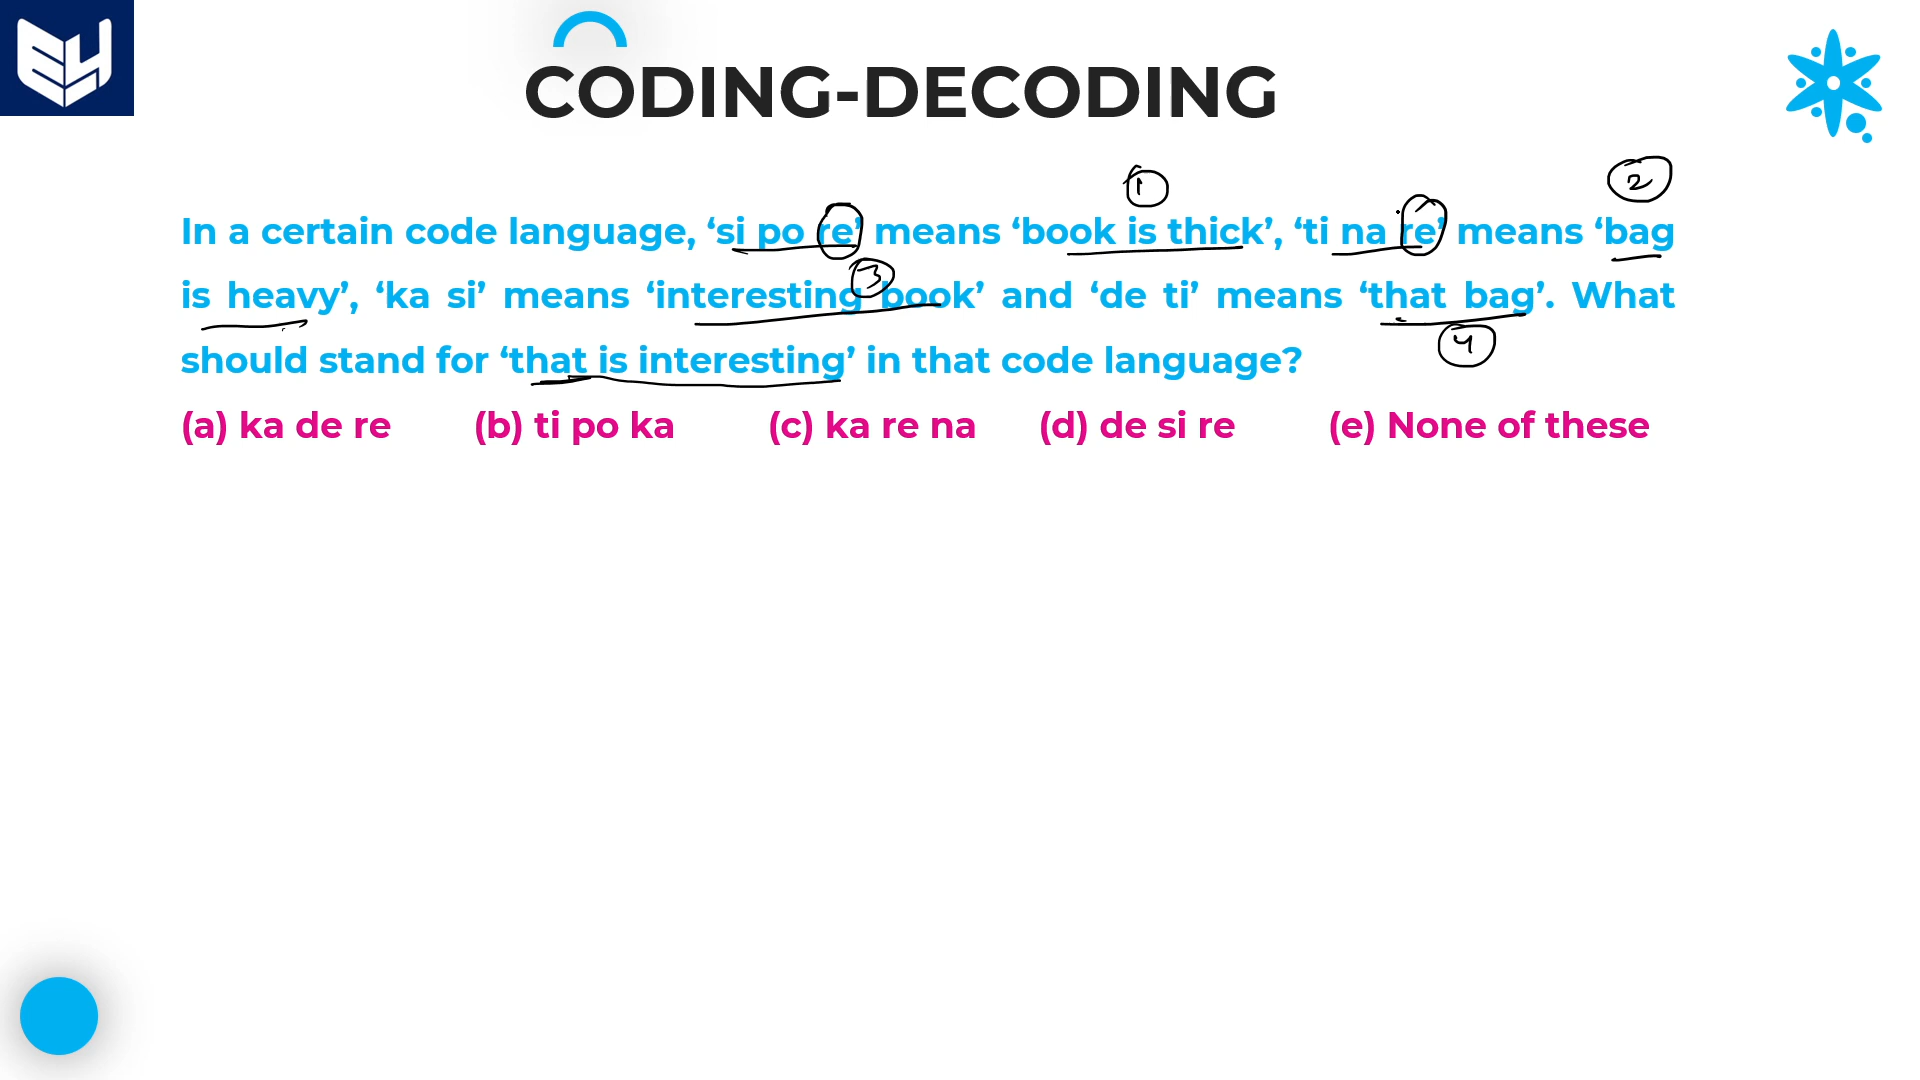 CODING-DECODING
1
2
In a certain code language, ‘si po re’ means ‘book is thick’, ‘ti na re’ means ‘bag
3
is heavy’, ‘ka si’ means ‘interesting book’ and ‘de ti’ means ‘that bag’. What
4
should stand for ‘that is interesting’ in that code language?
(a) ka de re (b) ti po ka (c) ka re na (d) de si re (e) None of these